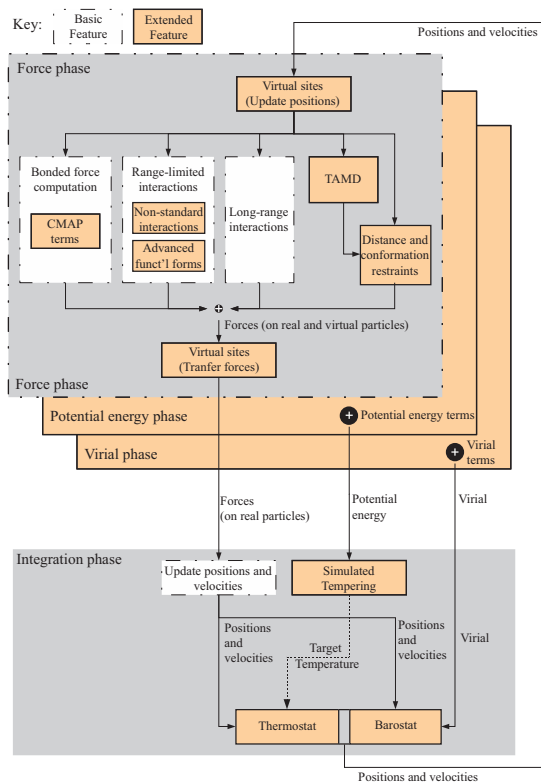 Key:
Basic
Feature
Extended
Feature
Positions and velocities
Force phase
Virtual sites
(Update positions)
Bonded force
computation
CMAP
terms
Range-limited
interactions
Non-standard
interactions
Advanced
funct'l forms
Long-range
interactions
TAMD
Distance and
conformation
restraints
+
Forces (on real and virtual particles)
Virtual sites
(Tranfer forces)
Force phase
Potential energy phase
+
Potential energy terms
Virial phase
+
Virial
terms
Forces
(on real particles)
Potential
energy
Virial
Integration phase
Update positions and
velocities
Simulated
Tempering
Positions
and
velocities
Target
Temperature
Positions
and
velocities
Virial
Thermostat
Barostat
Positions and velocities